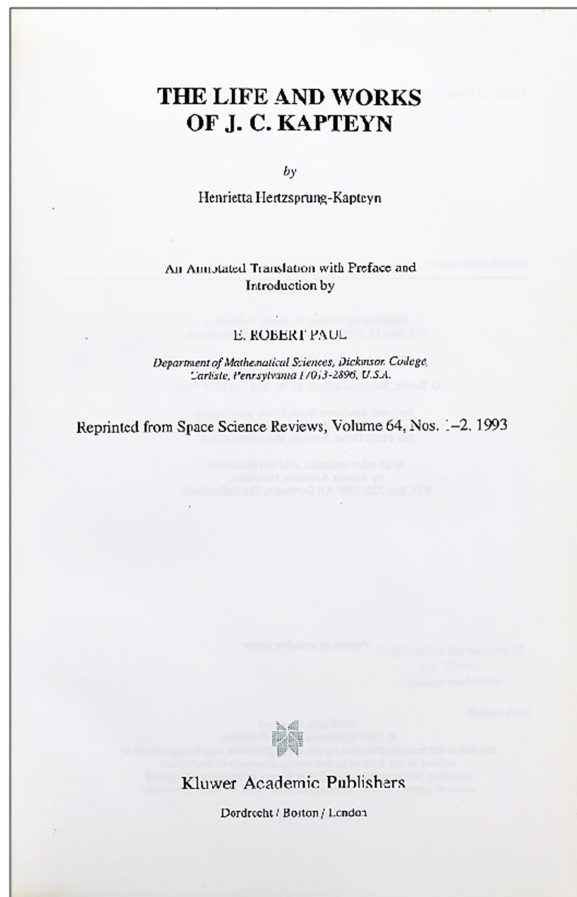 THE LIFE AND WORKS
OF J. C. KAPTEYN
by
Henrietta Hertzsprung-Kapteyn
An Annotated Translation with Preface and
Introduction by
E. ROBERT PAUL
Department of Mathematical Sciences, Dickinson College,
Carlisle, Pennsylvania 17013-2896, U.S.A.
Reprinted from Space Science Reviews, Volume 64, Nos. 1–2, 1993
Kluwer Academic Publishers
Dordrecht / Boston / London